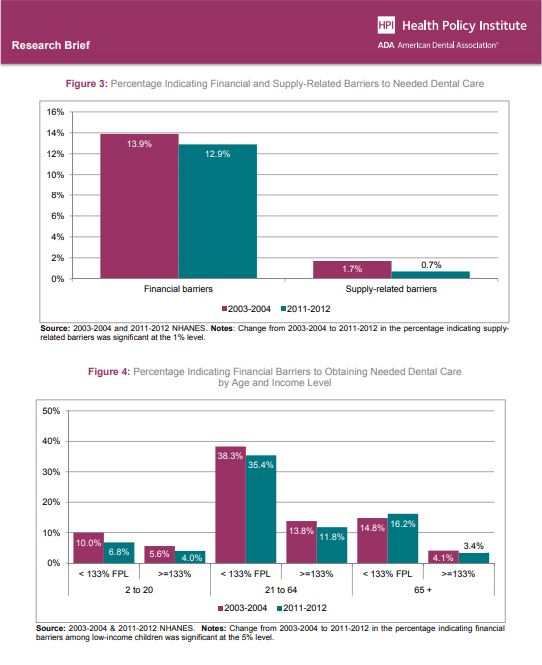 HPI Health Policy Institute
Research Brief
ADA American Dental Association®
Figure 3: Percentage Indicating Financial and Supply-Related Barriers to Needed Dental Care
16%
14%
12%
10%
8%
6%
4%
2%
0%
13.9%
12.9%
1.7%
0.7%
Financial barriers
Supply-related barriers
2003-2004
2011-2012
Source: 2003-2004 and 2011-2012 NHANES. Notes: Change from 2003-2004 to 2011-2012 in the percentage indicating supply-
related barriers was significant at the 1% level.
Figure 4: Percentage Indicating Financial Barriers to Obtaining Needed Dental Care
by Age and Income Level
50%
40%
30%
20%
10%
0%
10.0%
6.8%
5.6%
4.0%
38.3%
35.4%
13.8%
11.8%
14.8%
16.2%
4.1%
3.4%
< 133% FPL
>=133%
< 133% FPL
>=133%
< 133% FPL
>=133%
2 to 20
21 to 64
65 +
2003-2004
2011-2012
Source: 2003-2004 & 2011-2012 NHANES. Notes: Change from 2003-2004 to 2011-2012 in the percentage indicating financial
barriers among low-income children was significant at the 5% level.